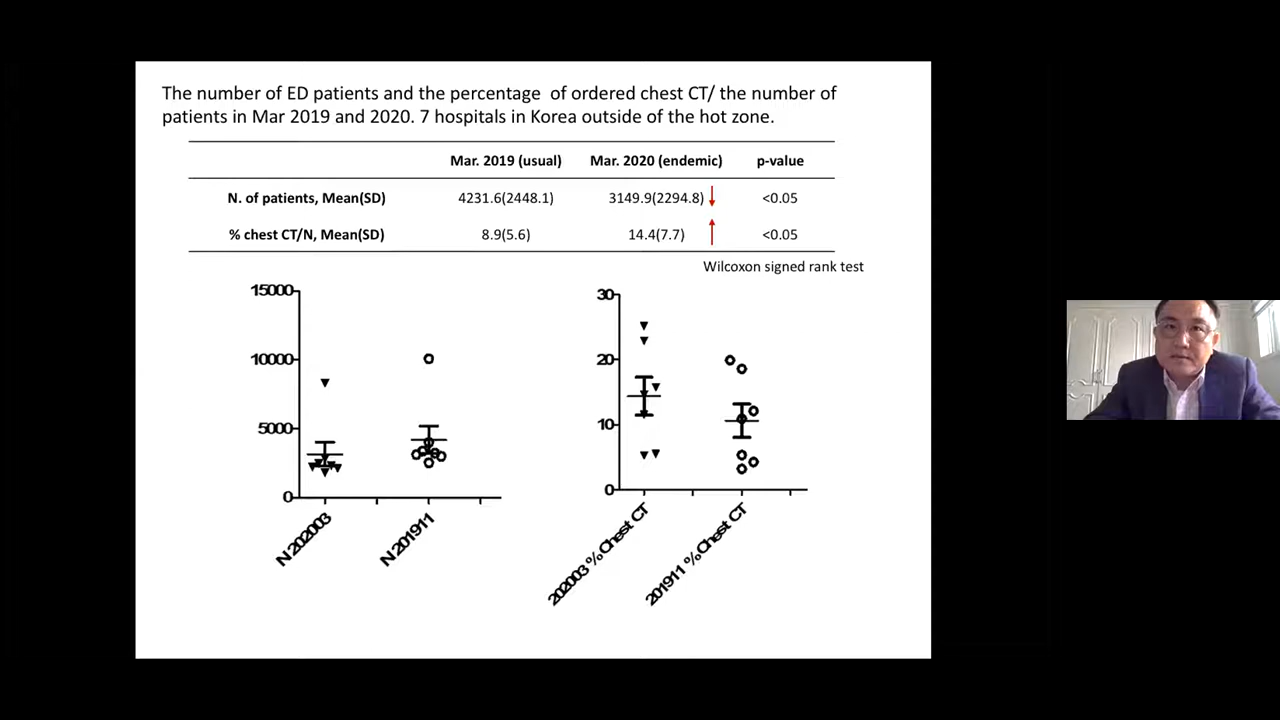 The number of ED patients and the percentage of ordered chest CT/ the number of
patients in Mar 2019 and 2020. 7 hospitals in Korea outside of the hot zone.
Mar. 2019 (usual) Mar. 2020 (endemic) p-value
N. of patients, Mean(SD) 4231.6(2448.1) 3149.9(2294.8) <0.05
% chest CT/N, Mean(SD) 8.9(5.6) 14.4(7.7) <0.05
Wilcoxon signed rank test
15000
10000
5000
0
N 202003
N 201911
30
20
10
0
202003 % Chest CT
201911 % Chest CT